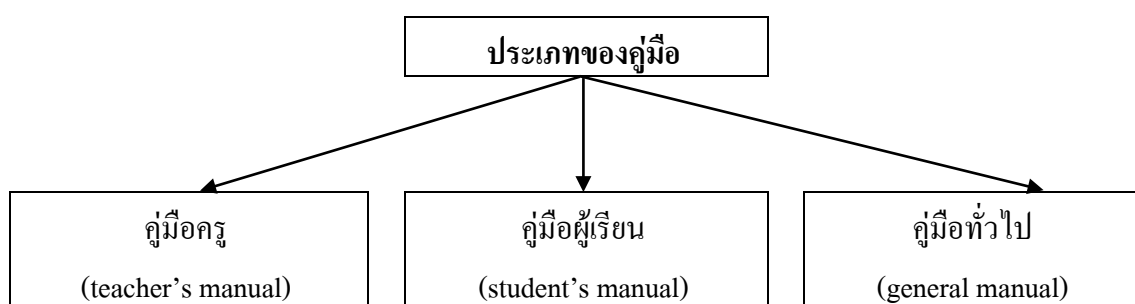 ประเภทของคู่มือ
คู่มือครู
(teacher’s manual)
คู่มือผู้เรียน
(student’s manual)
คู่มือทั่วไป
(general manual)